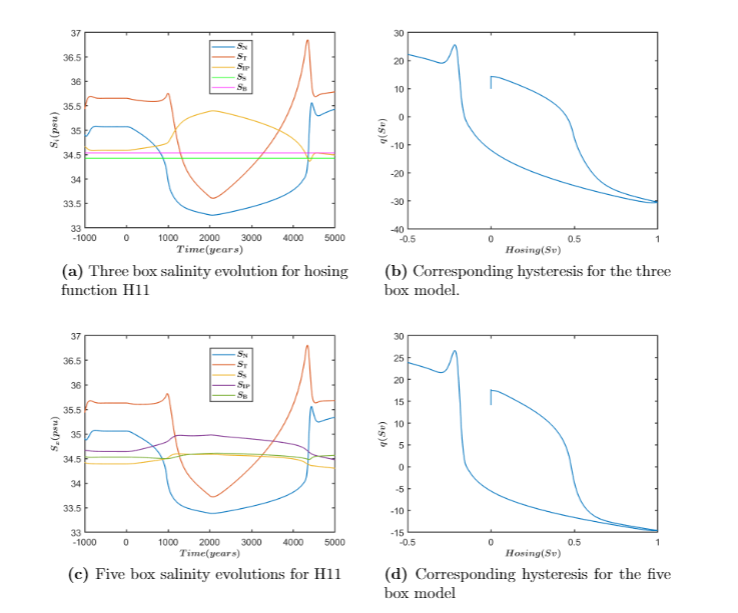 37
36.5
36
35.5
35
34.5
34
33.5
33
S_i(psu)
-1000 0 1000 2000 3000 4000 5000
Time(years)
S_N
S_T
S_IP
S_S
S_B
30
20
10
0
-10
-20
-30
-40
q(Sv)
-0.5 0 0.5 1
Hosing(Sv)
(a) Three box salinity evolution for hosing
function H11
(b) Corresponding hysteresis for the three
box model.
37
36.5
36
35.5
35
34.5
34
33.5
33
(psu)
-1000 0 1000 2000 3000 4000 5000
Time(years)
S_N
S_T
S_S
S_IP
S_B
30
25
20
15
10
5
0
-5
-10
-15
q(Sv)
-0.5 0 0.5 1
Hosing(Sv)
(c) Five box salinity evolutions for H11
(d) Corresponding hysteresis for the five
box model